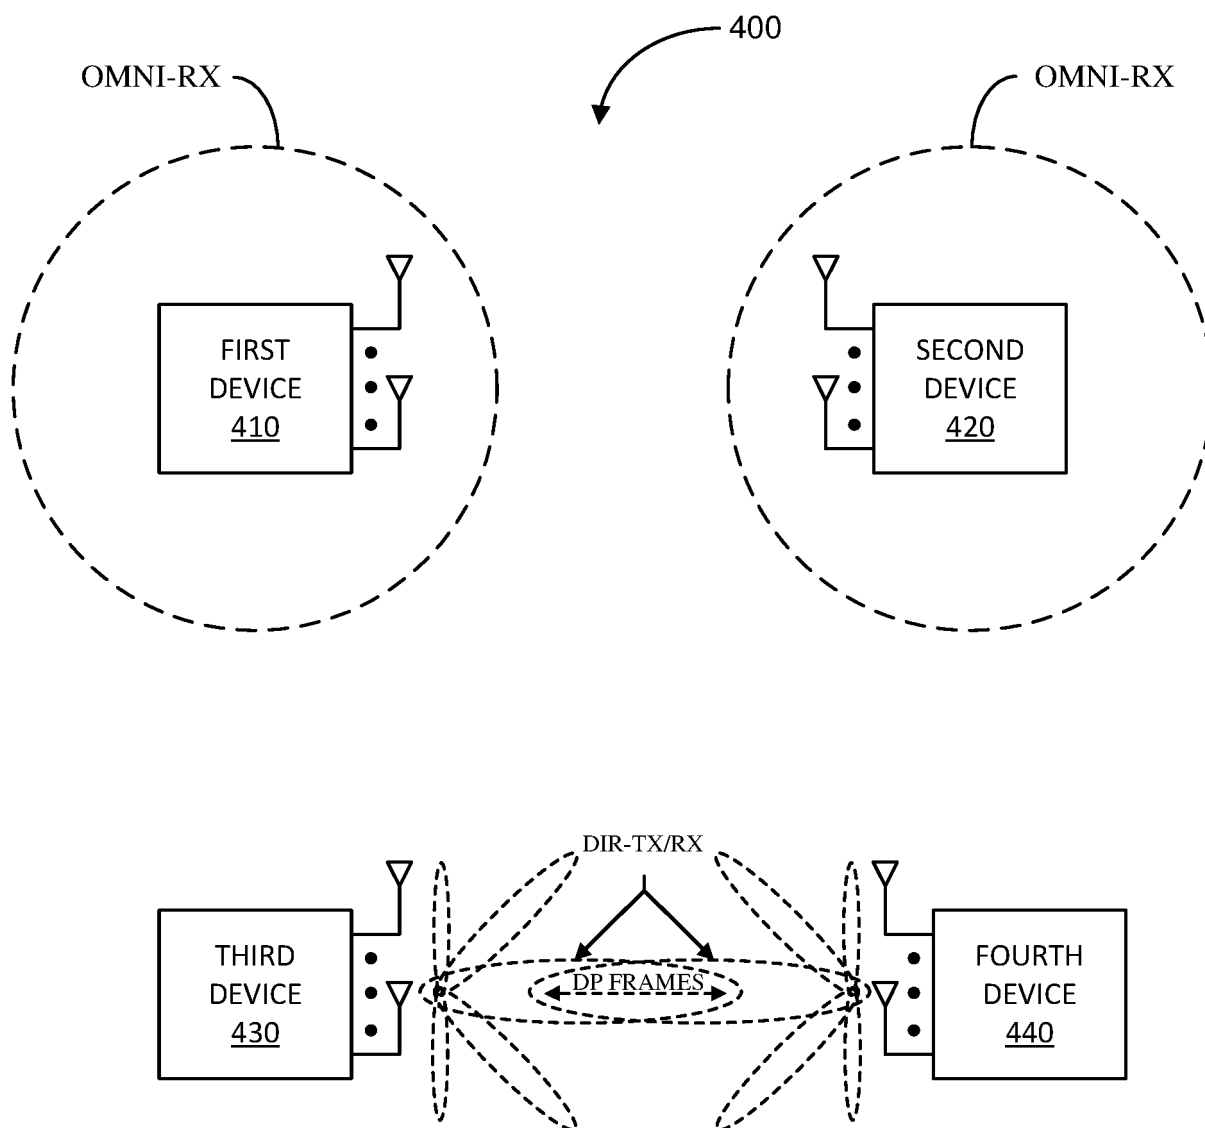 400
OMNI-RX
OMNI-RX
FIRST
DEVICE
410
SECOND
DEVICE
420
DIR-TX/RX
THIRD
DEVICE
430
DP FRAMES
FOURTH
DEVICE
440